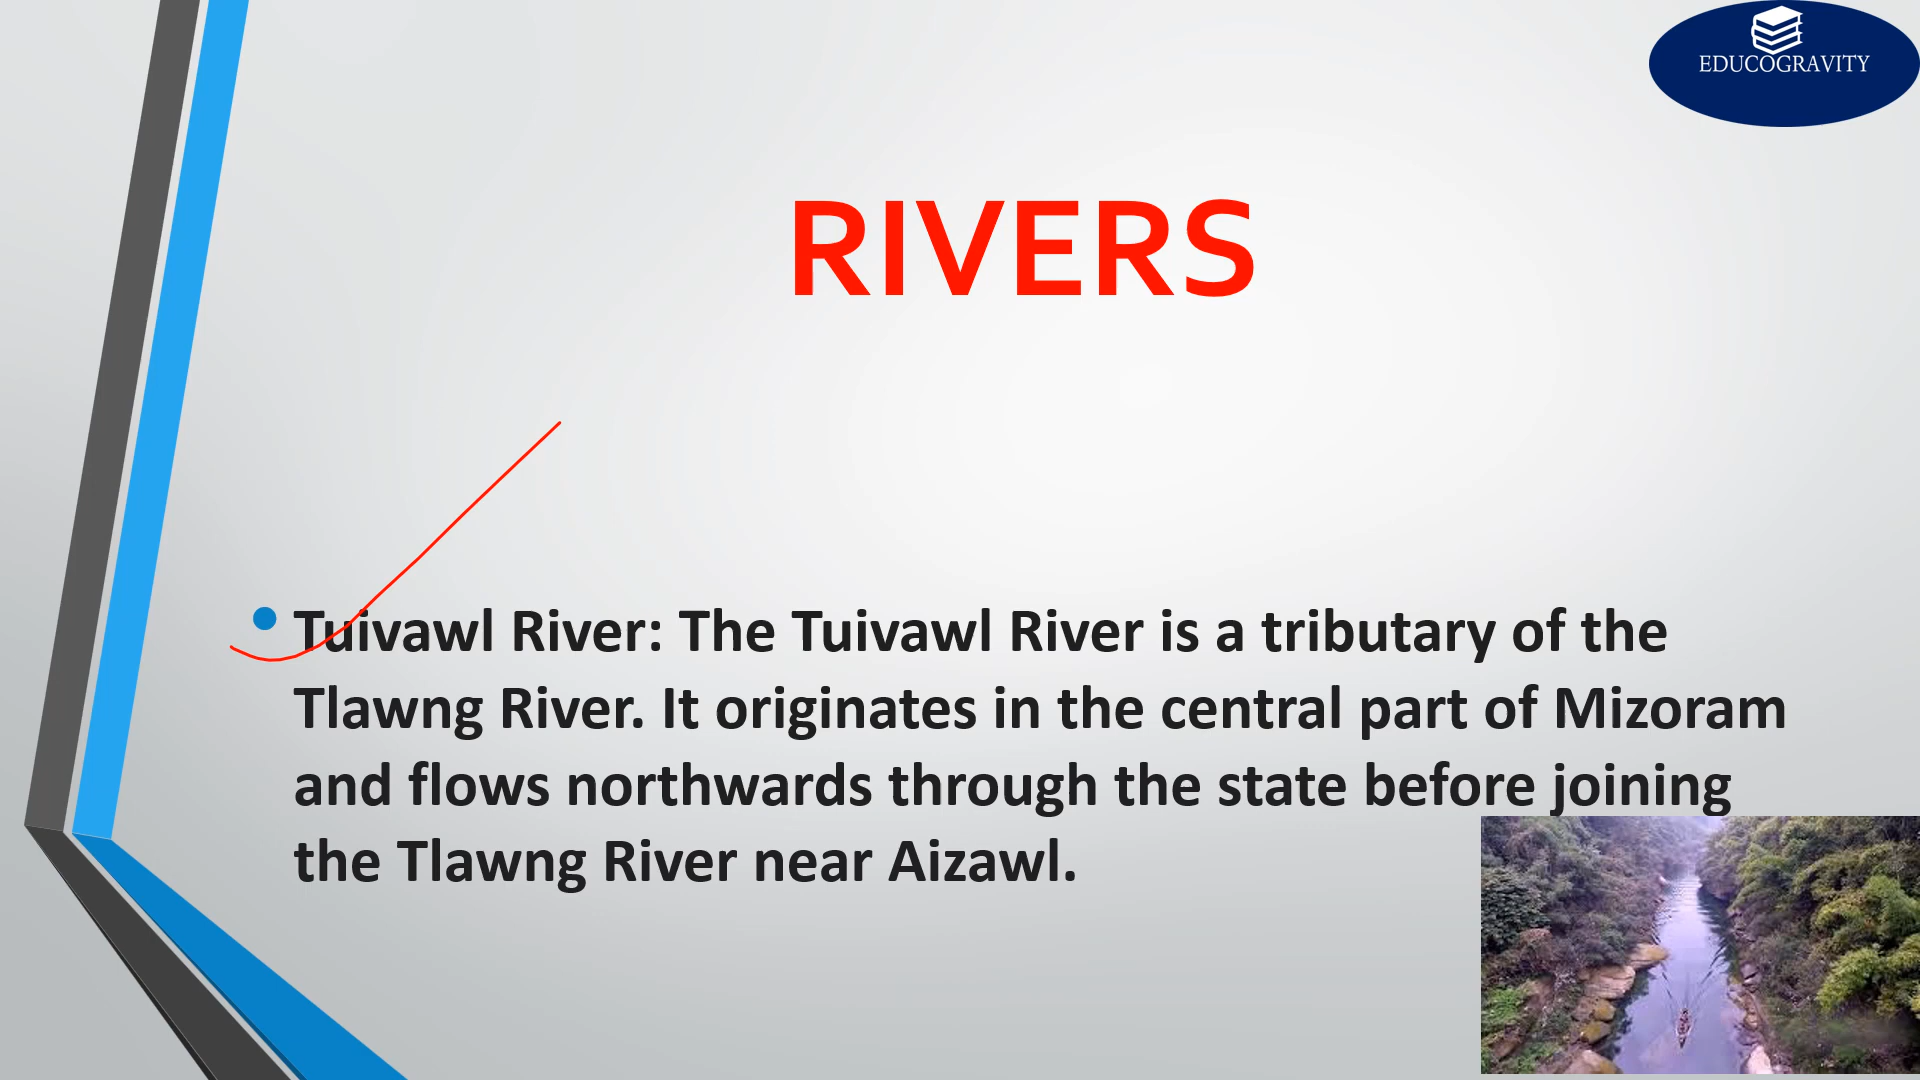 EDUCOGRAVITY
RIVERS
Tuivawl River: The Tuivawl River is a tributary of the
Tlawng River. It originates in the central part of Mizoram
and flows northwards through the state before joining
the Tlawng River near Aizawl.